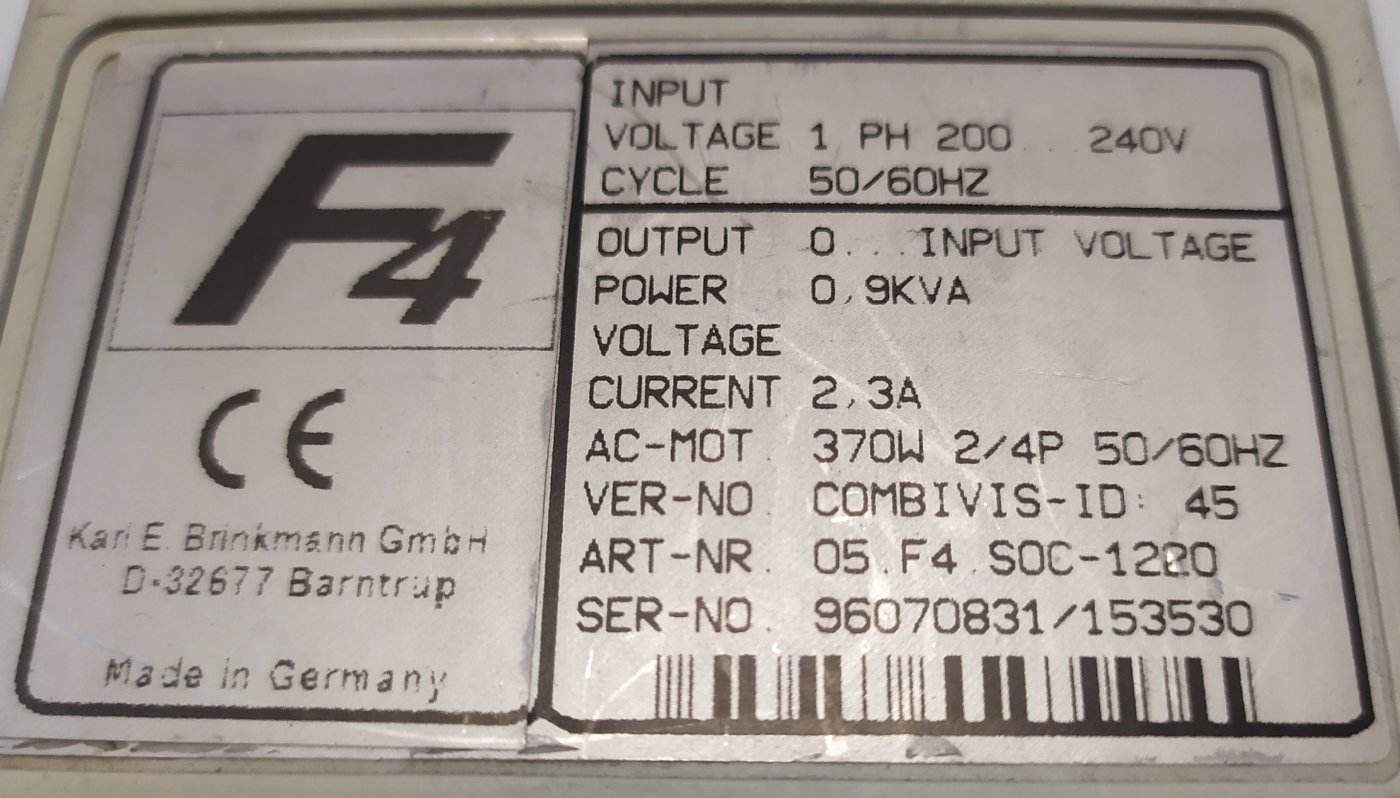 F4
CE
Karl E. Brinkmann GmbH
D-32677 Barntrup
Made in Germany
INPUT
VOLTAGE 1 PH 200...240V
CYCLE 50/60HZ
OUTPUT 0...INPUT VOLTAGE
POWER 0,9KVA
VOLTAGE
CURRENT 2,3A
AC-MOT. 370W 2/4P 50/60HZ
VER-NO. COMBIVIS-ID: 45
ART-NR. 05.F4.S0C-1220
SER-NO. 96070831/153530